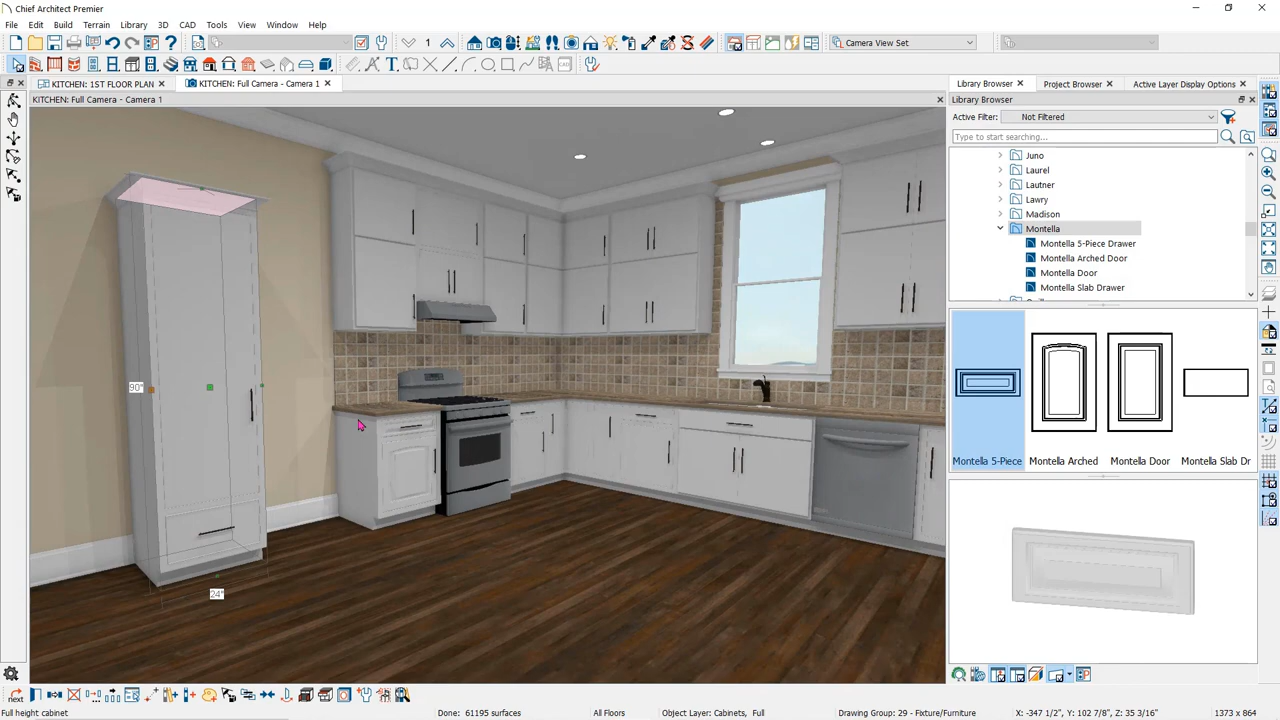 Chief Architect Premier
File Edit Build Terrain Library 3D CAD Tools View Window Help
1
Camera View Set
KITCHEN: 1ST FLOOR PLAN
KITCHEN: Full Camera - Camera 1
KITCHEN: Full Camera - Camera 1
90"
24"
Library Browser Project Browser Active Layer Display Options
Library Browser
Active Filter: Not Filtered
Type to start searching...
Juno
Laurel
Lautner
Lawry
Madison
Montella
Montella 5-Piece Drawer
Montella Arched Door
Montella Door
Montella Slab Drawer
Montella 5-Piece Montella Arched Montella Door Montella Slab Dr
next
Full height cabinet Done: 61195 surfaces All Floors Object Layer: Cabinets, Full Drawing Group: 29 - Fixture/Furniture X: -347 1/2", Y: 102 7/8", Z: 35 3/16" 1373 x 864